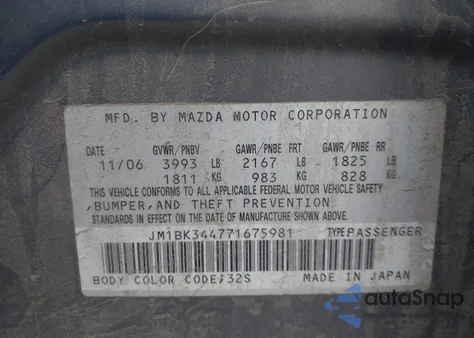 MFD. BY MAZDA MOTOR CORPORATION
DATE GVWR/PNBV GAWR/PNBE FRT GAWR/PNBE RR
11/06 3993 LB 2167 LB 1825 LB
1811 KG 983 KG 828 KG
THIS VEHICLE CONFORMS TO ALL APPLICABLE FEDERAL MOTOR VEHICLE SAFETY
,BUMPER,AND THEFT PREVENTION
STANDARDS IN EFFECT ON THE DATE OF MANUFACTURE SHOWN ABOVE.
JM1BK344771675981 TYPE:PASSENGER
BODY COLOR CODE:32S MADE IN JAPAN
autoSnap